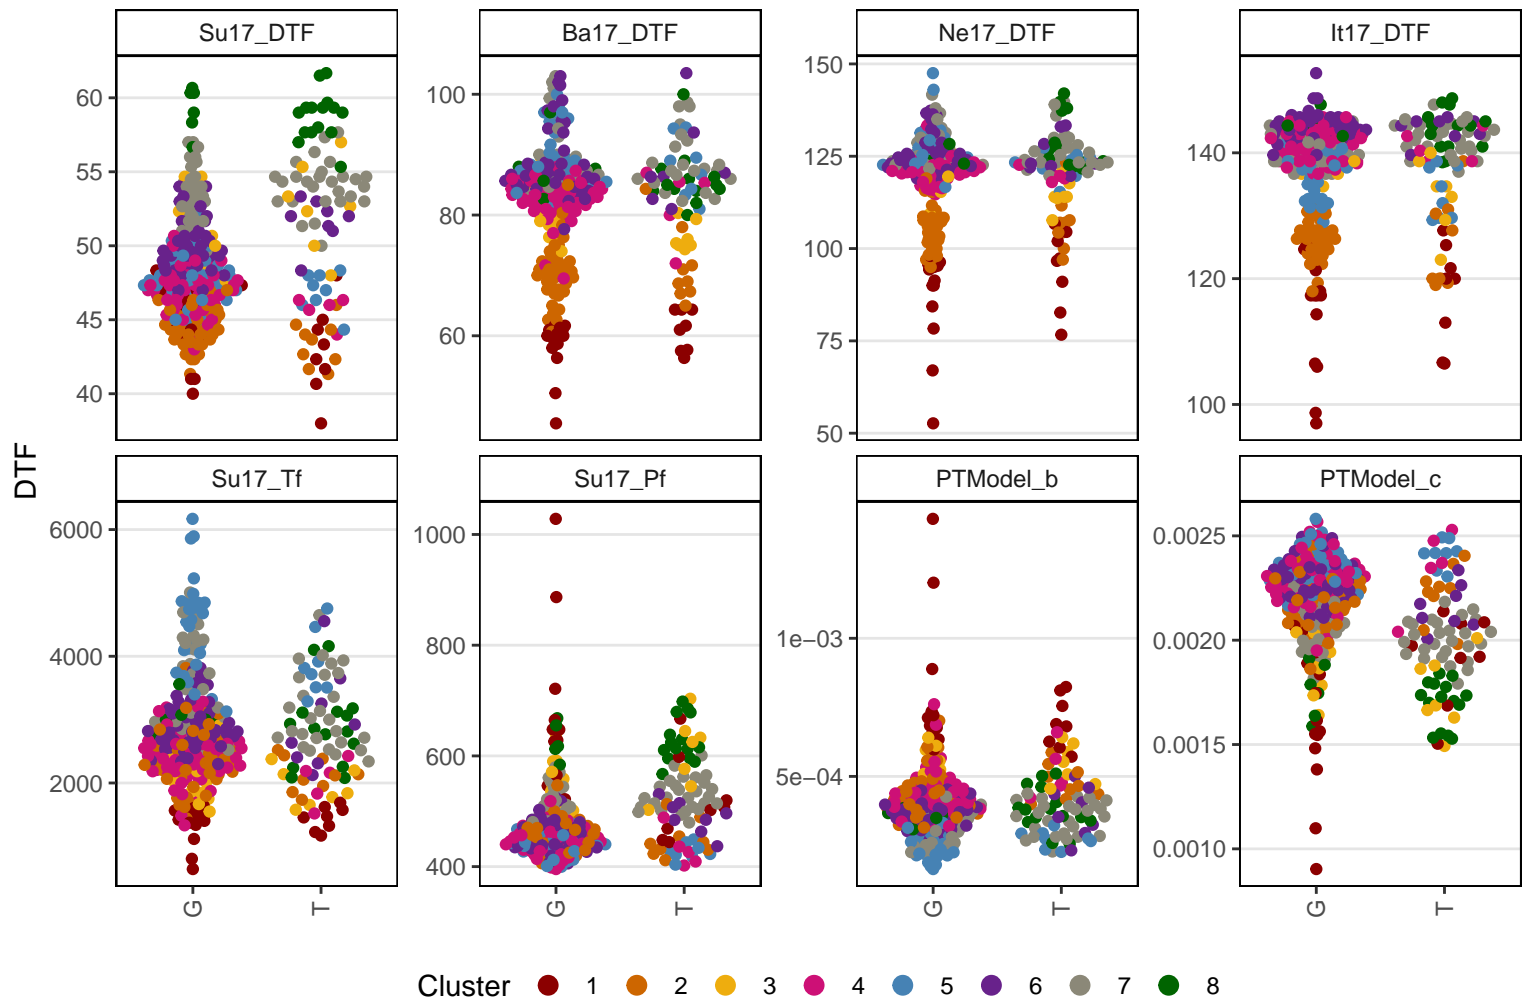 Su17_DTF Ba17_DTF Ne17_DTF It17_DTF
60 55 50 45 40
100 80 60
150 125 100 75 50
140 120 100
DTF
Su17_Tf Su17_Pf PTModel_b PTModel_c
6000 4000 2000
1000 800 600 400
1e−03 5e−04
0.0025 0.0020 0.0015 0.0010
G T G T G T G T
Cluster 1 2 3 4 5 6 7 8